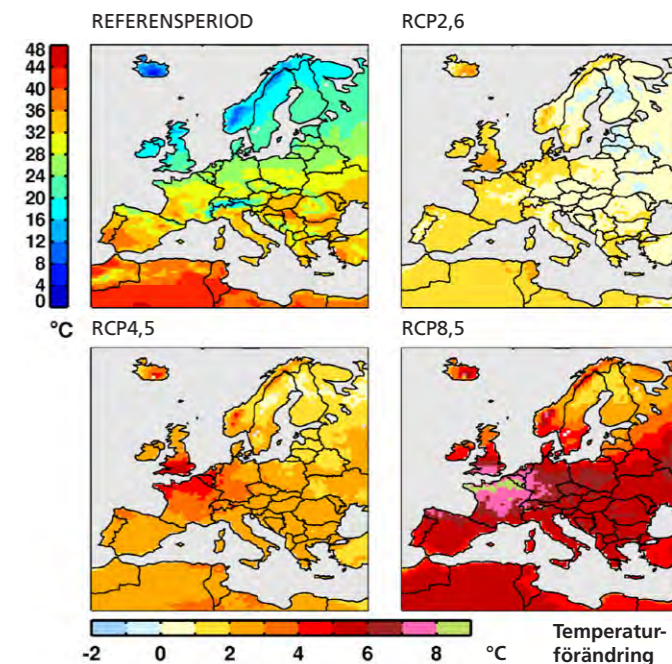 REFERENSPERIOD
RCP2,6
48
44
40
36
32
28
24
20
16
12
8
4
0
°C
RCP4,5
RCP8,5
-2 0 2 4 6 8 °C
Temperatur-
förändring